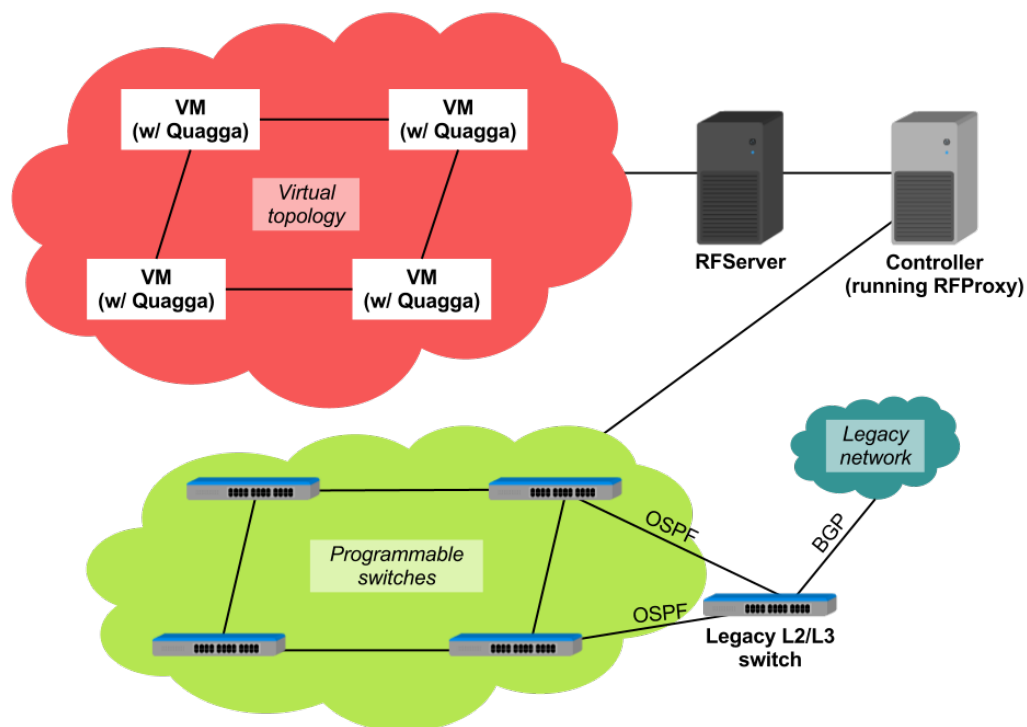 VM
(w/ Quagga)
VM
(w/ Quagga)
Virtual
topology
VM
(w/ Quagga)
VM
(w/ Quagga)
RFServer
Controller
(running RFProxy)
Legacy
network
Programmable
switches
OSPF
BGP
OSPF
Legacy L2/L3
switch